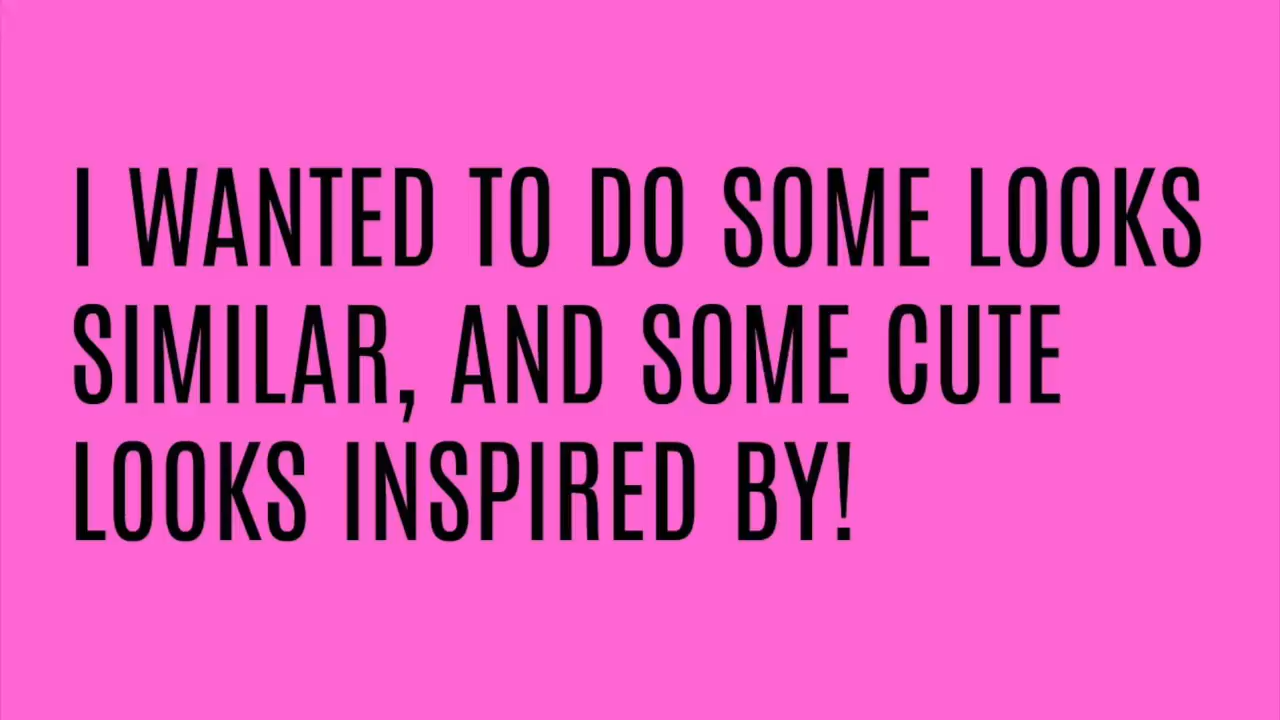 I WANTED TO DO SOME LOOKS
SIMILAR, AND SOME CUTE
LOOKS INSPIRED BY!